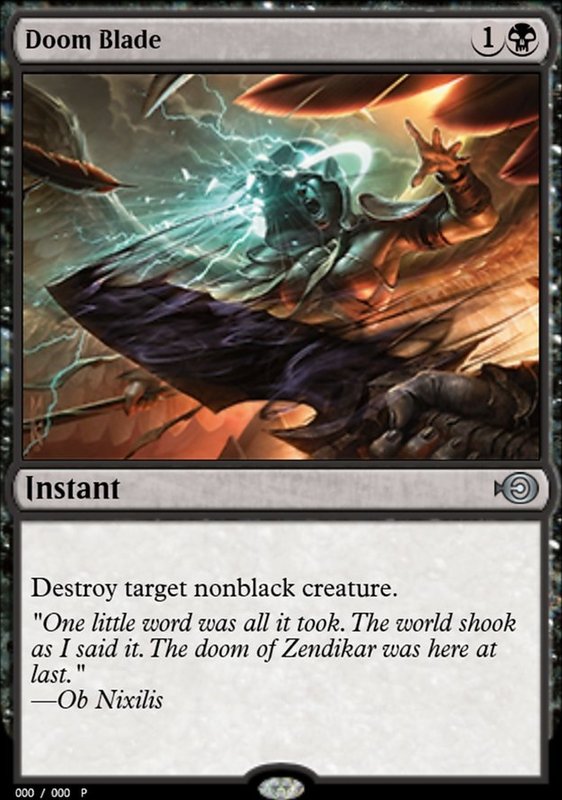 Doom Blade 1
Instant
Destroy target nonblack creature.
"One little word was all it took. The world shook
as I said it. The doom of Zendikar was here at
last."
—Ob Nixilis
000 / 000 P